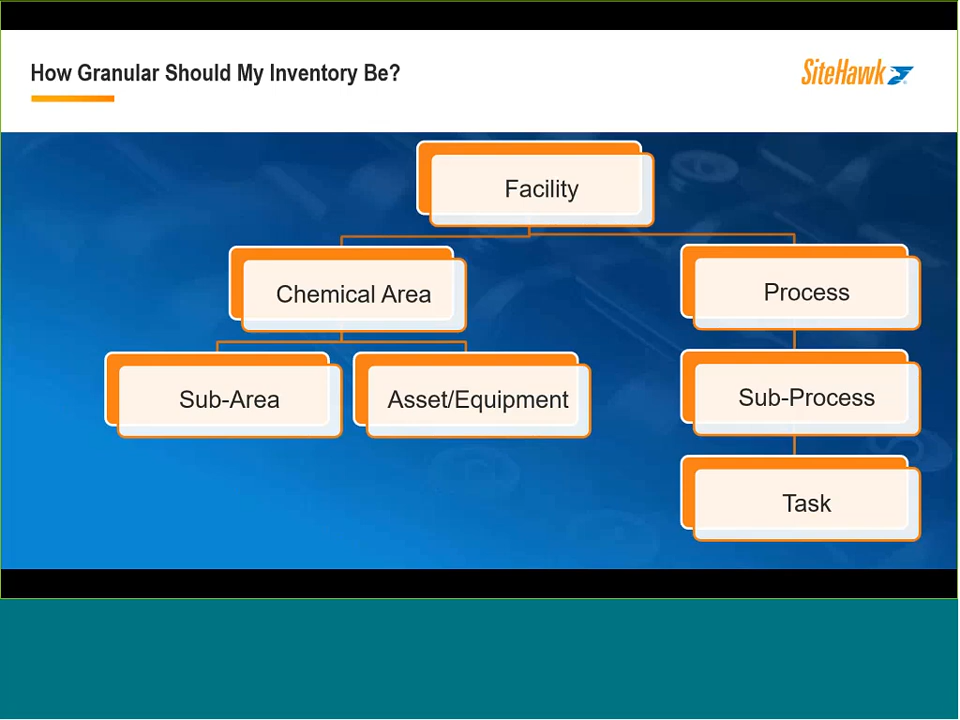 How Granular Should My Inventory Be?
SiteHawk
Facility
Chemical Area
Process
Sub-Area
Asset/Equipment
Sub-Process
Task